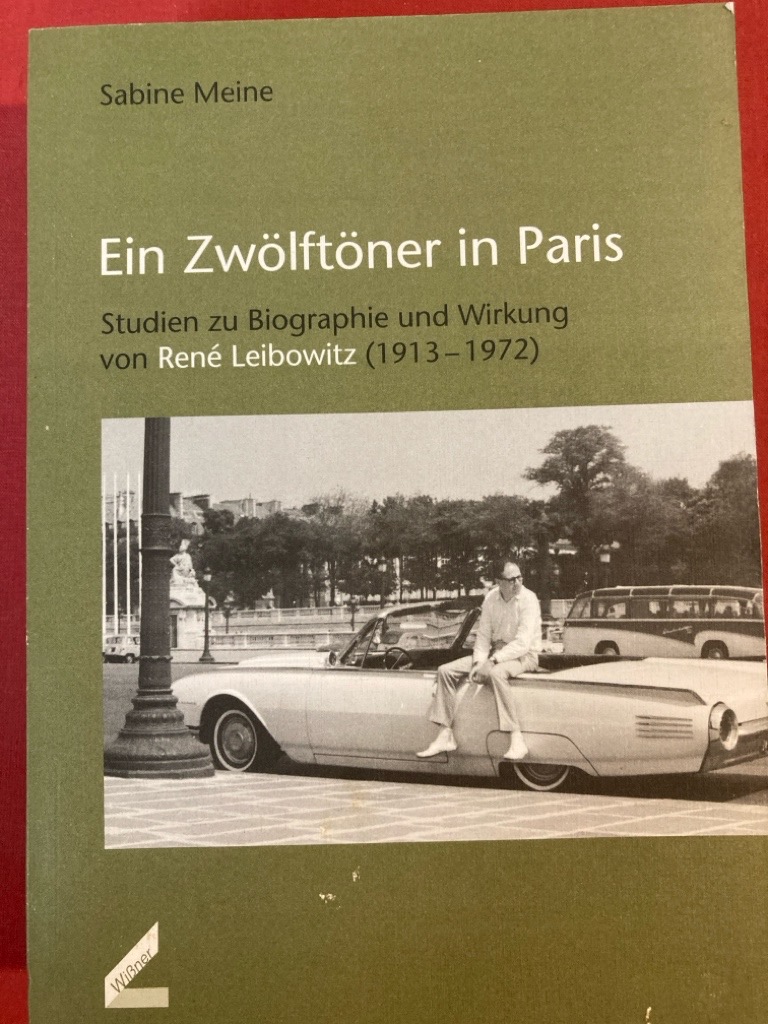 Sabine Meine
Ein Zwölftöner in Paris
Studien zu Biographie und Wirkung
von René Leibowitz (1913–1972)
Wißner